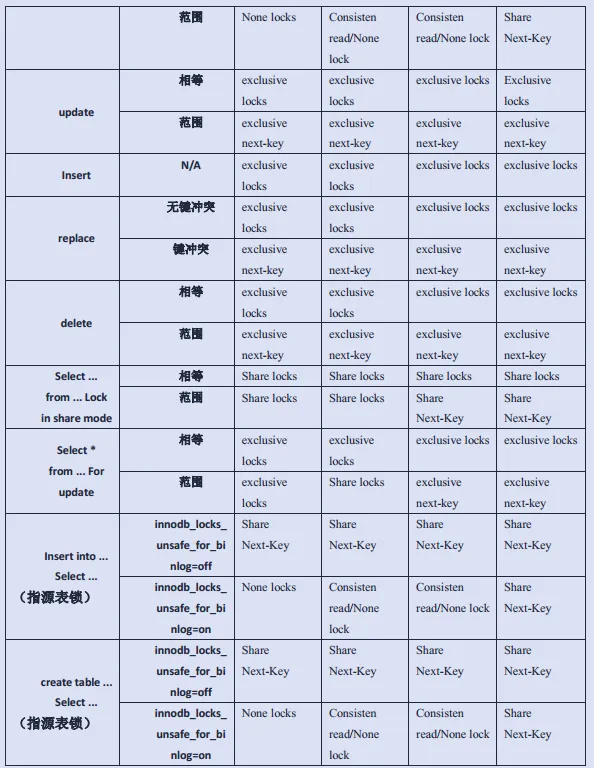 范围 None locks Consisten read/None lock Consisten read/None lock Share Next-Key
update 相等 exclusive locks exclusive locks exclusive locks Exclusive locks
范围 exclusive next-key exclusive next-key exclusive next-key exclusive next-key
Insert N/A exclusive locks exclusive locks exclusive locks exclusive locks
replace 无键冲突 exclusive locks exclusive locks exclusive locks exclusive locks
键冲突 exclusive next-key exclusive next-key exclusive next-key exclusive next-key
delete 相等 exclusive locks exclusive locks exclusive locks exclusive locks
范围 exclusive next-key exclusive next-key exclusive next-key exclusive next-key
Select ... from ... Lock in share mode 相等 Share locks Share locks Share locks Share locks
范围 Share locks Share locks Share Next-Key Share Next-Key
Select * from ... For update 相等 exclusive locks exclusive locks exclusive locks exclusive locks
范围 exclusive locks Share locks exclusive next-key exclusive next-key
Insert into ... Select ... （指源表锁） innodb_locks_unsafe_for_binlog=off Share Next-Key Share Next-Key Share Next-Key Share Next-Key
innodb_locks_unsafe_for_binlog=on None locks Consisten read/None lock Consisten read/None lock Share Next-Key
create table ... Select ... （指源表锁） innodb_locks_unsafe_for_binlog=off Share Next-Key Share Next-Key Share Next-Key Share Next-Key
innodb_locks_unsafe_for_binlog=on None locks Consisten read/None lock Consisten read/None lock Share Next-Key